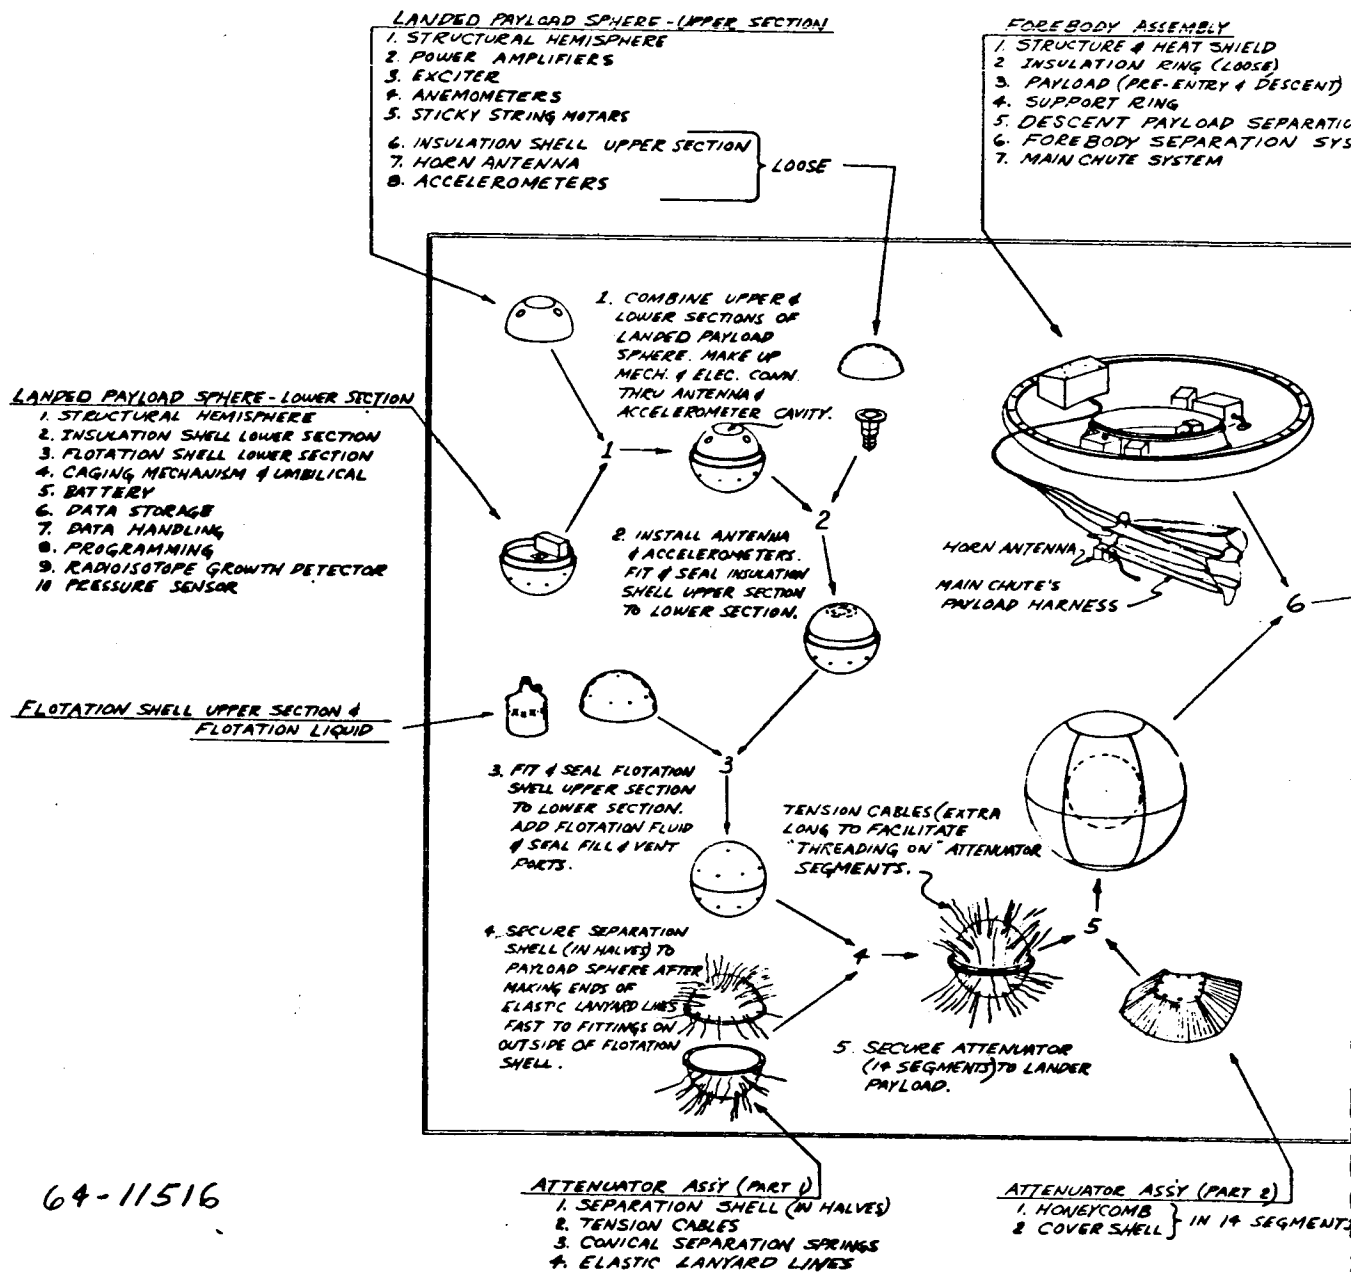 LANDED PAYLOAD SPHERE-UPPER SECTION
1. STRUCTURAL HEMISPHERE
2. POWER AMPLIFIERS
3. EXCITER
4. ANEMOMETERS
5. STICKY STRING MOTARS
6. INSULATION SHELL UPPER SECTION
7. HORN ANTENNA
8. ACCELEROMETERS
LOOSE
FOREBODY ASSEMBLY
1. STRUCTURE & HEAT SHIELD
2 INSULATION RING (LOOSE)
3. PAYLOAD (PRE-ENTRY & DESCENT)
4. SUPPORT RING
5. DESCENT PAYLOAD SEPARATIO
6. FOREBODY SEPARATION SYS
7. MAIN CHUTE SYSTEM
1. COMBINE UPPER &
LOWER SECTIONS OF
LANDED PAYLOAD
SPHERE. MAKE UP
MECH. & ELEC. CONN.
THRU ANTENNA &
ACCELEROMETER CAVITY.
LANDED PAYLOAD SPHERE-LOWER SECTION
1. STRUCTURAL HEMISPHERE
2. INSULATION SHELL LOWER SECTION
3. FLOTATION SHELL LOWER SECTION
4. CAGING MECHANISM & UMBILICAL
5. BATTERY
6. DATA STORAGE
7. DATA HANDLING
8. PROGRAMMING
9. RADIOISOTOPE GROWTH DETECTOR
10 PRESSURE SENSOR
1
2
2. INSTALL ANTENNA
& ACCELEROMETERS.
FIT & SEAL INSULATION
SHELL UPPER SECTION
TO LOWER SECTION.
HORN ANTENNA
MAIN CHUTE'S
PAYLOAD HARNESS
6
FLOTATION SHELL UPPER SECTION &
FLOTATION LIQUID
3
3. FIT & SEAL FLOTATION
SHELL UPPER SECTION
TO LOWER SECTION.
ADD FLOTATION FLUID
& SEAL FILL & VENT
PORTS.
TENSION CABLES (EXTRA
LONG TO FACILITATE
"THREADING ON" ATTENUATOR
SEGMENTS.
4. SECURE SEPARATION
SHELL (IN HALVES) TO
PAYLOAD SPHERE AFTER
MAKING ENDS OF
ELASTIC LANYARD LINES
FAST TO FITTINGS ON
OUTSIDE OF FLOTATION
SHELL.
4
5
5. SECURE ATTENUATOR
(14 SEGMENTS) TO LANDER
PAYLOAD.
64-11516
ATTENUATOR ASS'Y (PART 1)
1. SEPARATION SHELL (IN HALVES)
2. TENSION CABLES
3. CONICAL SEPARATION SPRINGS
4. ELASTIC LANYARD LINES
ATTENUATOR ASS'Y (PART 2)
1. HONEYCOMB
2 COVER SHELL
IN 14 SEGMENTS